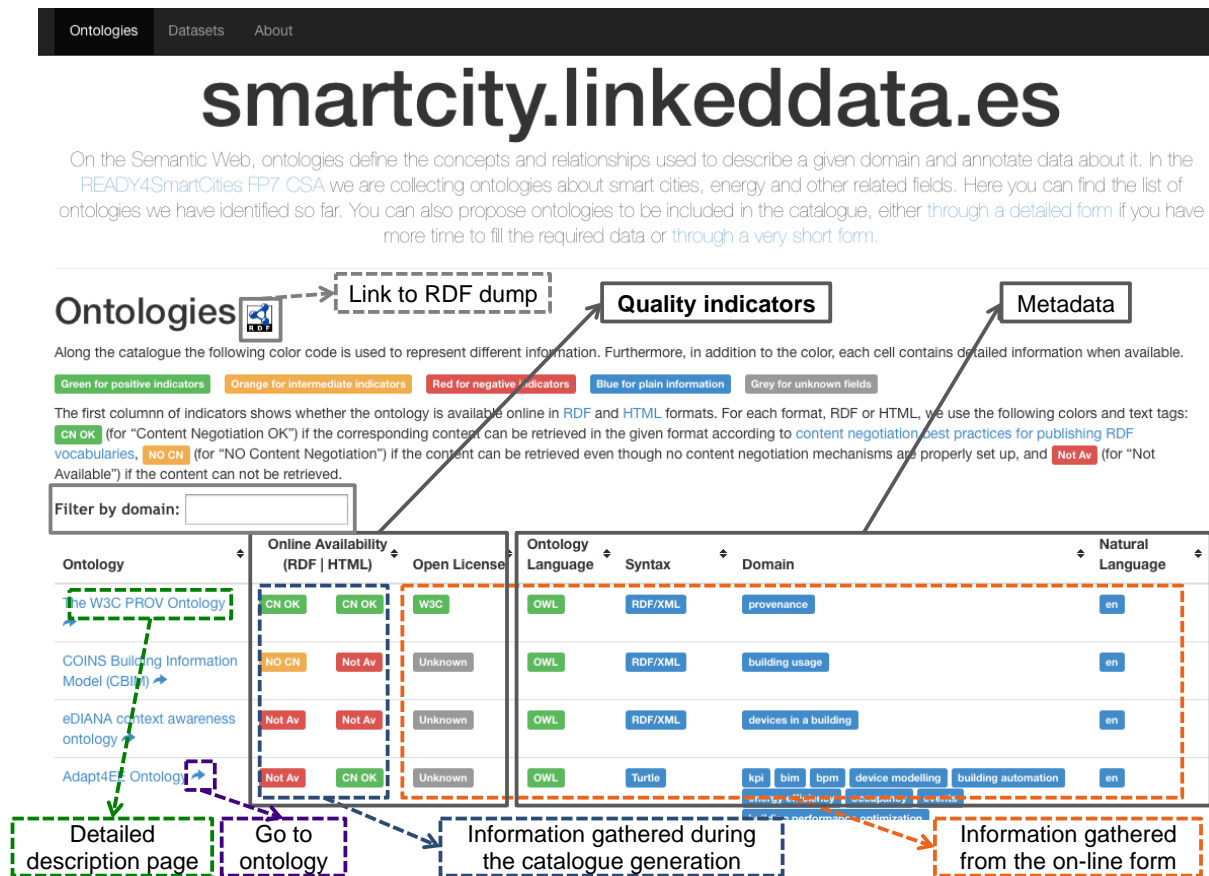 Ontologies Datasets About
smartcity.linkeddata.es
On the Semantic Web, ontologies define the concepts and relationships used to describe a given domain and annotate data about it. In the
READY4SmartCities FP7 CSA we are collecting ontologies about smart cities, energy and other related fields. Here you can find the list of
ontologies we have identified so far. You can also propose ontologies to be included in the catalogue, either through a detailed form if you have
more time to fill the required data or through a very short form.
Link to RDF dump
Quality indicators
Metadata
Ontologies
RDF
Along the catalogue the following color code is used to represent different information. Furthermore, in addition to the color, each cell contains detailed information when available.
Green for positive indicators Orange for intermediate indicators Red for negative indicators Blue for plain information Grey for unknown fields
The first columnn of indicators shows whether the ontology is available online in RDF and HTML formats. For each format, RDF or HTML, we use the following colors and text tags:
CN OK (for “Content Negotiation OK”) if the corresponding content can be retrieved in the given format according to content negotiation best practices for publishing RDF
vocabularies, NO CN (for “NO Content Negotiation”) if the content can be retrieved even though no content negotiation mechanisms are properly set up, and Not Av (for “Not
Available”) if the content can not be retrieved.
Filter by domain:
Ontology Online Availability (RDF | HTML) Open License Ontology Language Syntax Domain Natural Language
The W3C PROV Ontology CN OK CN OK W3C OWL RDF/XML provenance en
COINS Building Information NO CN Not Av Unknown OWL RDF/XML building usage en
Model (CBIM)
eDIANA context awareness Not Av Not Av Unknown OWL RDF/XML devices in a building en
ontology
Adapt4EE Ontology Not Av CN OK Unknown OWL Turtle kpi bim bpm device modelling building automation en
energy efficiency occupancy events
building performance optimization
Detailed
description page
Go to
ontology
Information gathered during
the catalogue generation
Information gathered
from the on-line form